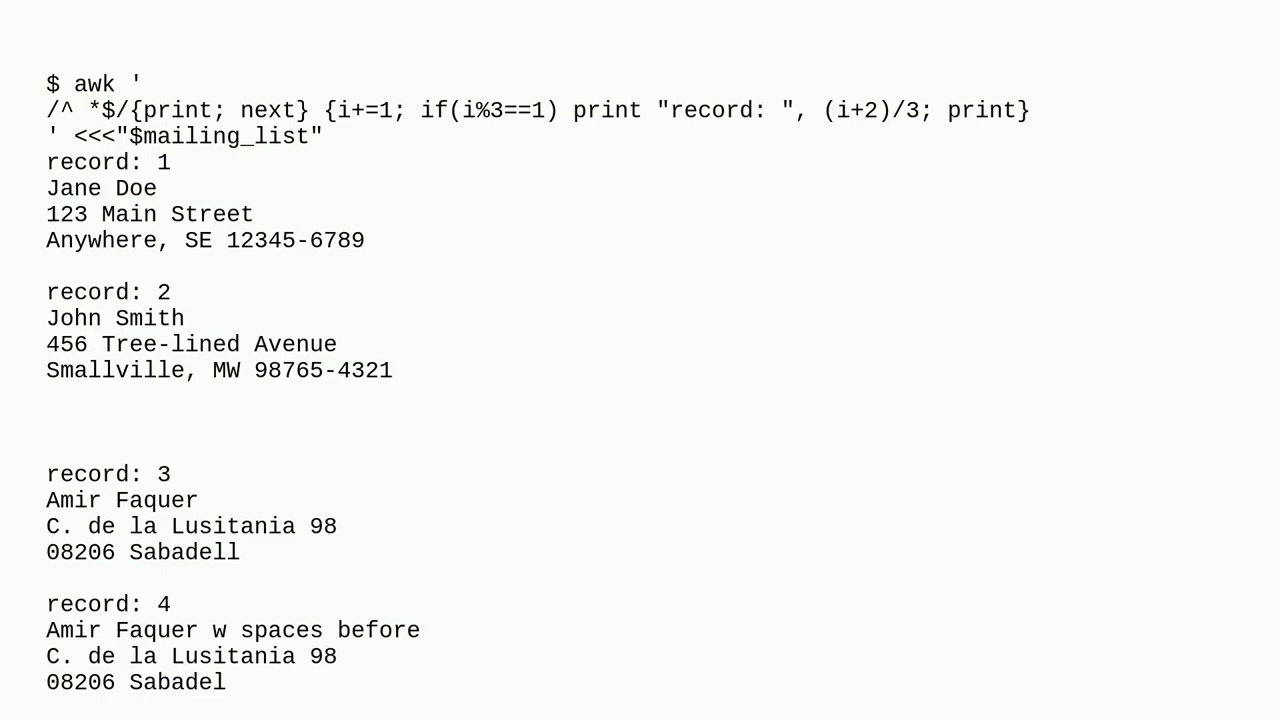 $ awk '
/^ *$/{print; next} {i+=1; if(i%3==1) print "record: ", (i+2)/3; print}
' <<<"$mailing_list"
record: 1
Jane Doe
123 Main Street
Anywhere, SE 12345-6789
record: 2
John Smith
456 Tree-lined Avenue
Smallville, MW 98765-4321
record: 3
Amir Faquer
C. de la Lusitania 98
08206 Sabadell
record: 4
Amir Faquer w spaces before
C. de la Lusitania 98
08206 Sabadel